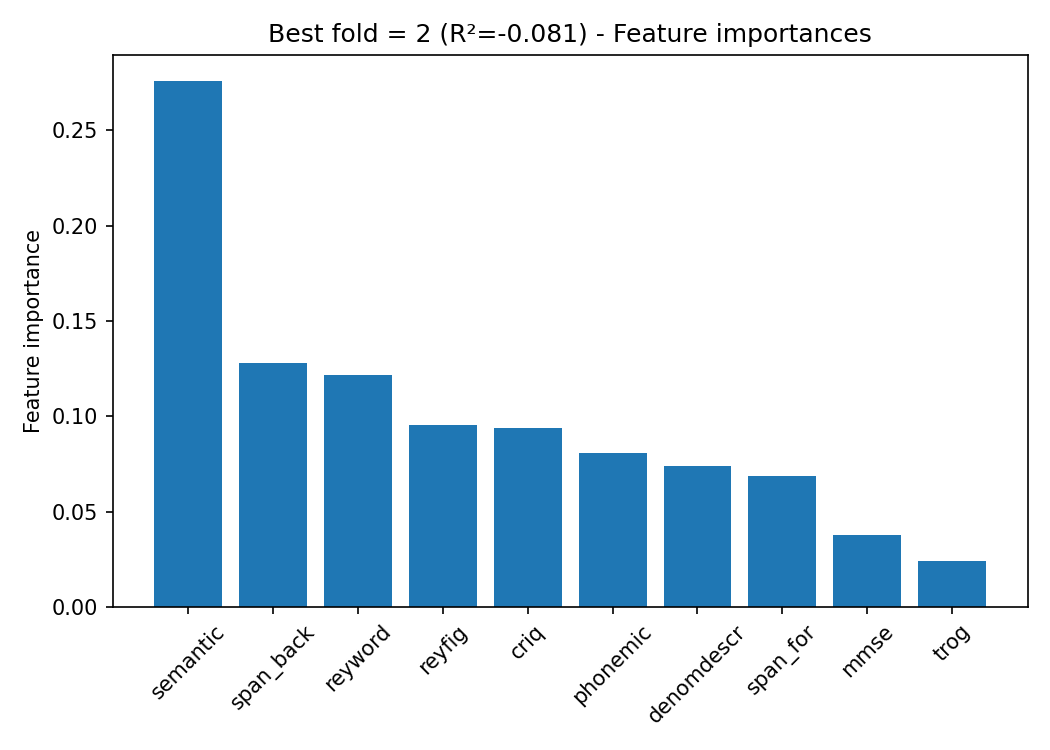 Best fold = 2 (R²=-0.081) - Feature importances
Feature importance
0.25
0.20
0.15
0.10
0.05
0.00
semantic
span_back
reyword
reyfig
criq
phonemic
denomdescr
span_for
mmse
trog